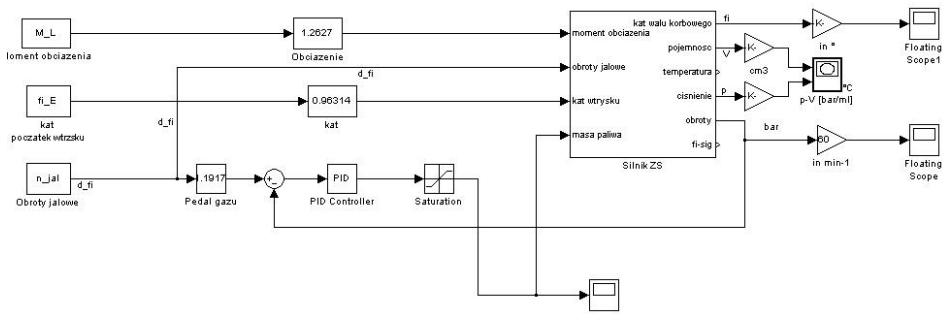 M_L
loment obciazenia
1.2627
Obciazenie
d_fi
fi_E
kat
poczatek wtrzsku
0.96314
kat
d_fi
n_jal
Obroty jalowe
d_fi
1.1917
Pedal gazu
+
-
PID
PID Controller
Saturation
moment obciazenia
obroty jalowe
kat wtrysku
masa paliwa
kat walu korbowego
pojemnosc
temperatura
cisnienie
obroty
fi-sig
Silnik ZS
fi
V
p
K-
in °
K-
cm3
K-
bar
°C
p-V [bar/ml]
60
in min-1
Floating
Scope1
Floating
Scope